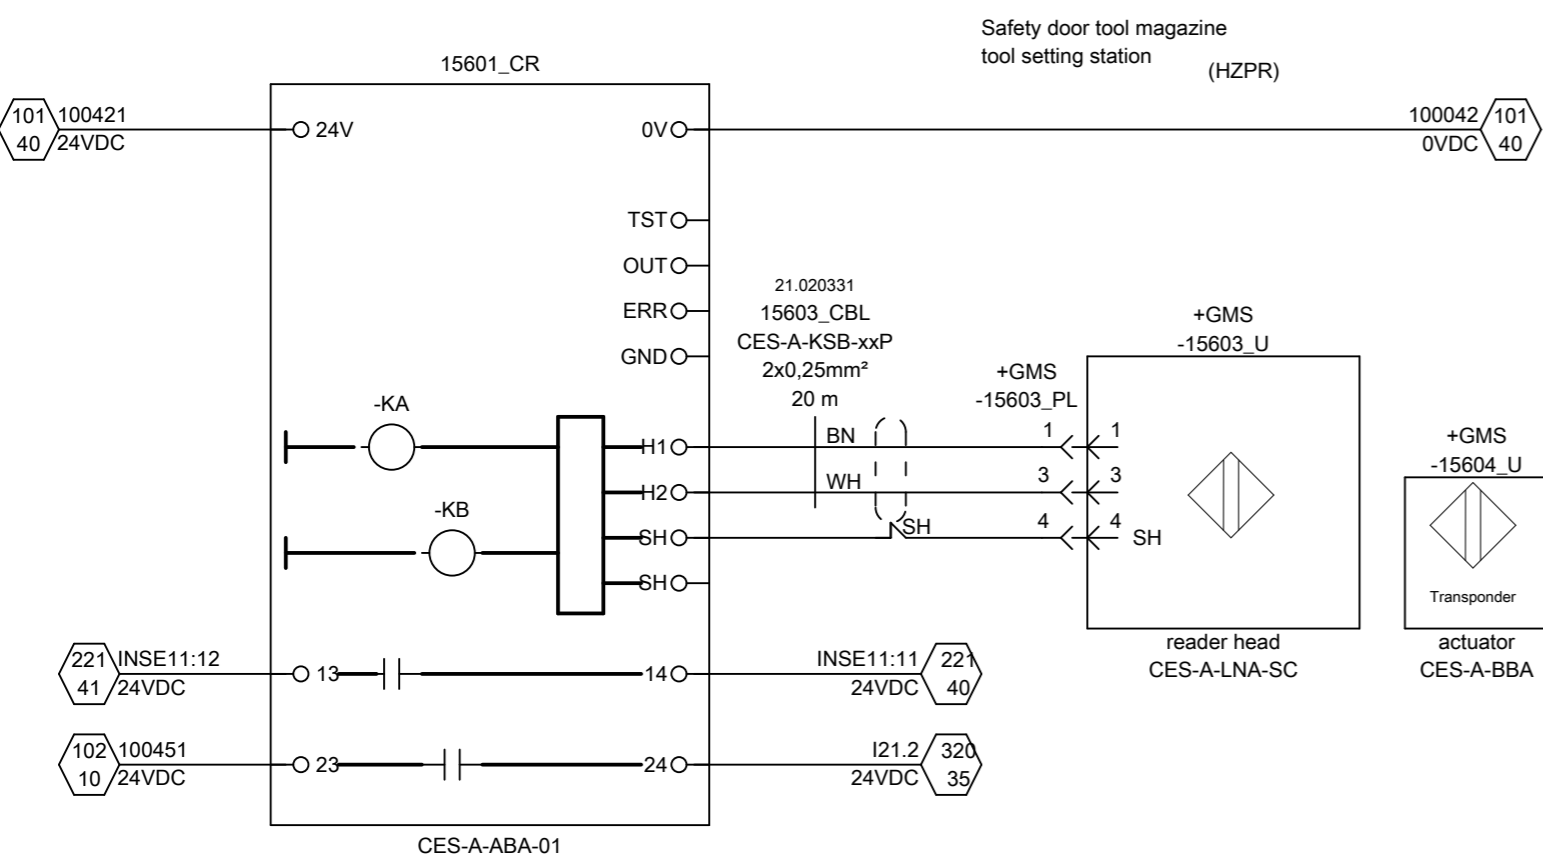 Safety door tool magazine
tool setting station
(HZPR)
15601_CR
101
40
100421
24VDC
24V
0V
100042
0VDC
101
40
TST
OUT
ERR
GND
21.020331
15603_CBL
CES-A-KSB-xxP
2x0,25mm²
20 m
+GMS
-15603_PL
+GMS
-15603_U
+GMS
-15604_U
-KA
H1
BN
1
1
-KB
H2
WH
3
3
SH
SH
4
4
SH
SH
Transponder
reader head
CES-A-LNA-SC
actuator
CES-A-BBA
221
41
INSE11:12
24VDC
13
14
INSE11:11
24VDC
221
40
102
10
100451
24VDC
23
24
I21.2
24VDC
320
35
CES-A-ABA-01